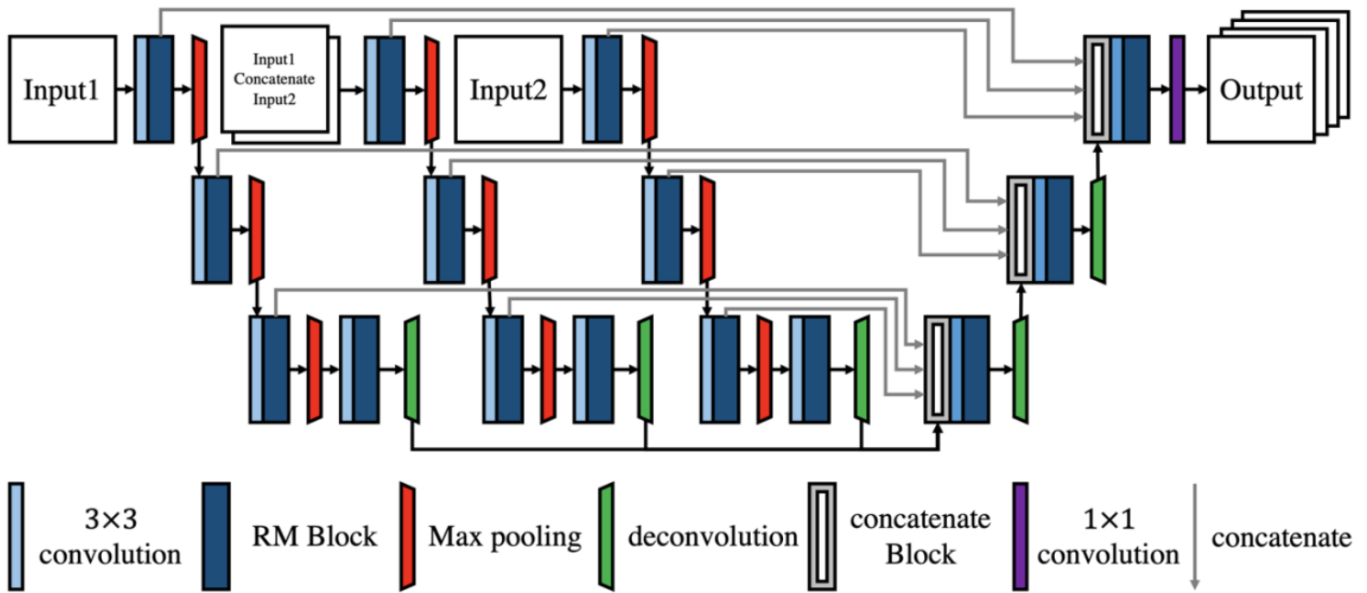 Input1
Input1
Concatenate
Input2
Input2
Output
3×3
convolution
RM Block
Max pooling
deconvolution
concatenate
Block
1×1
convolution
concatenate